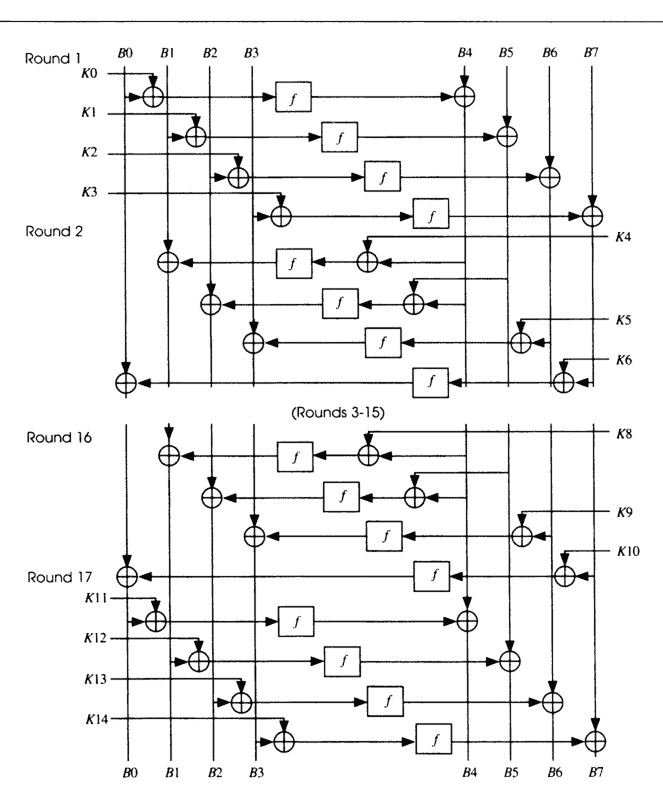 B0 B1 B2 B3 B4 B5 B6 B7
Round 1
K0
f
K1
f
K2
f
K3
f
Round 2
K4
f
f
K5
f
K6
f
(Rounds 3-15)
Round 16
K8
f
f
K9
f
K10
f
Round 17
K11
f
K12
f
K13
f
K14
f
B0 B1 B2 B3 B4 B5 B6 B7